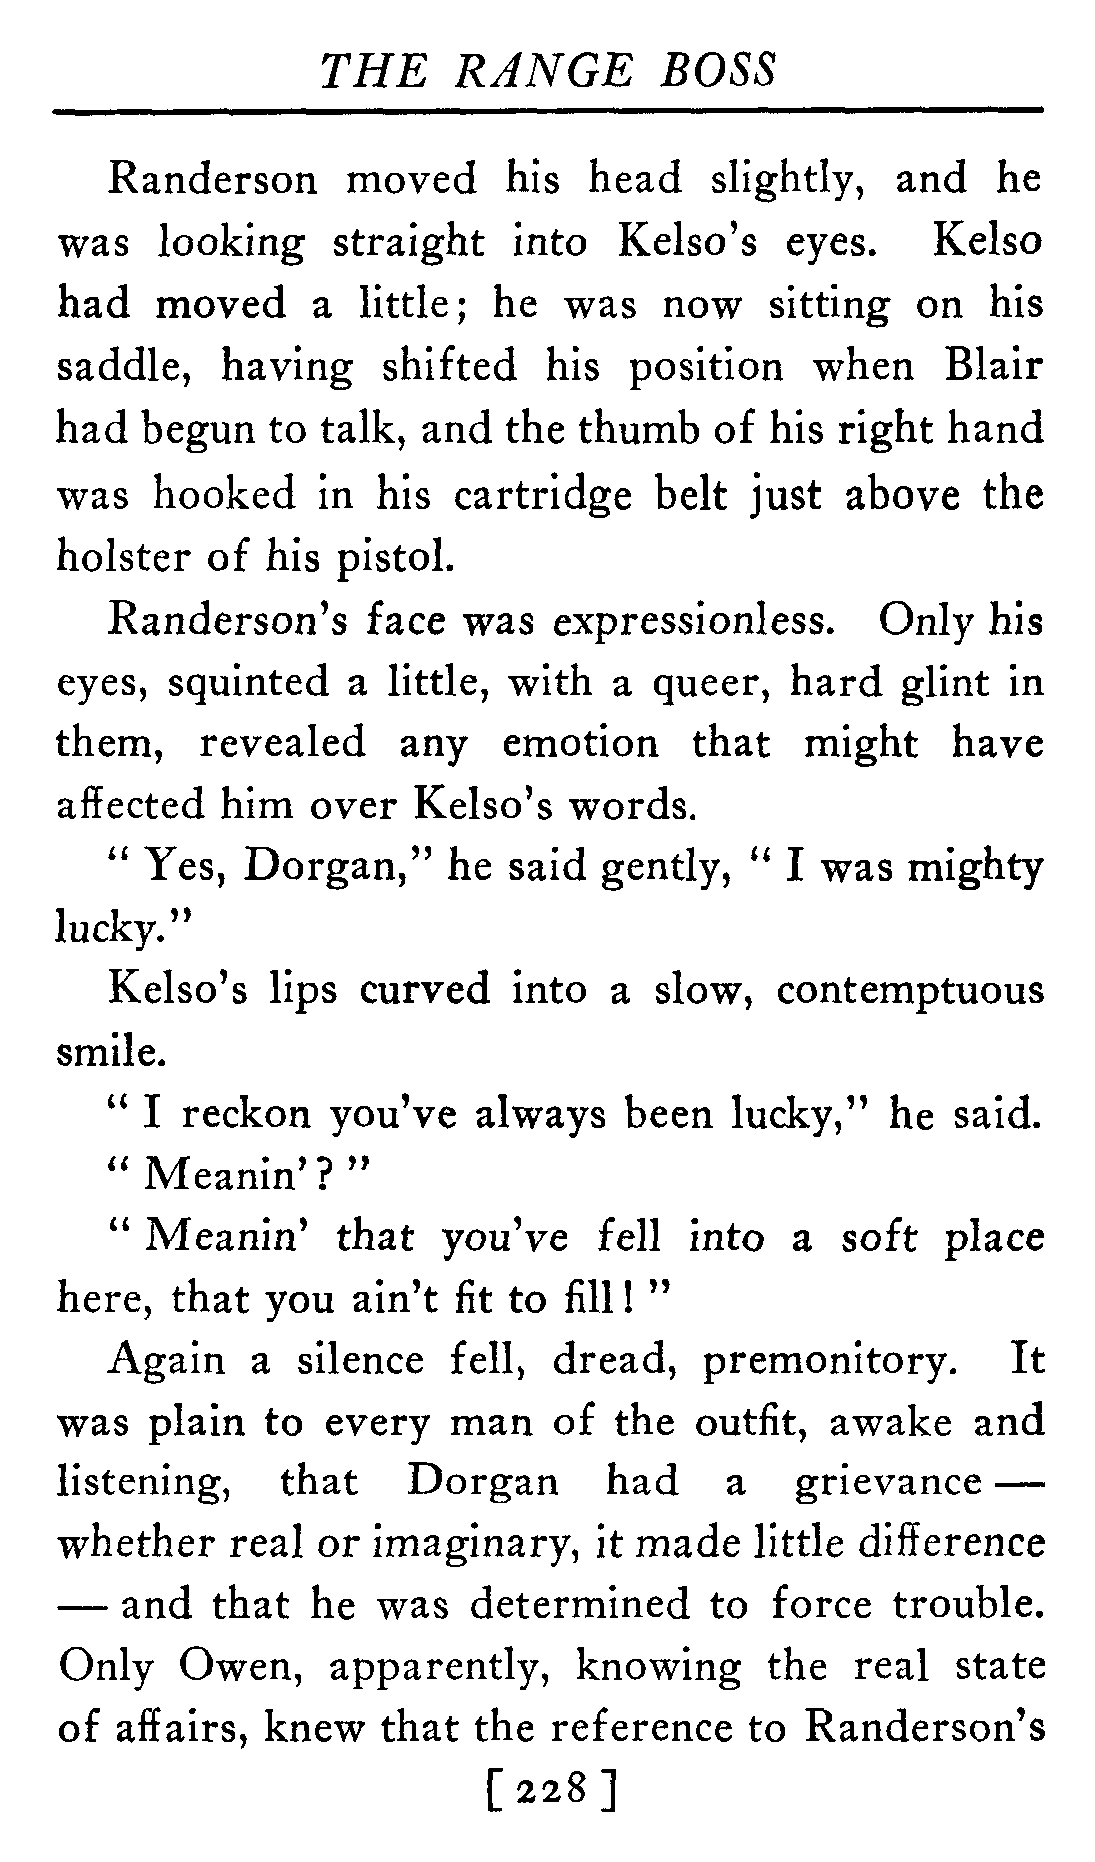 THE RANGE BOSS
Randerson moved his head slightly, and he
was looking straight into Kelso's eyes. Kelso
had moved a little; he was now sitting on his
saddle, having shifted his position when Blair
had begun to talk, and the thumb of his right hand
was hooked in his cartridge belt just above the
holster of his pistol.
Randerson's face was expressionless. Only his
eyes, squinted a little, with a queer, hard glint in
them, revealed any emotion that might have
affected him over Kelso's words.
" Yes, Dorgan," he said gently, " I was mighty
lucky."
Kelso's lips curved into a slow, contemptuous
smile.
" I reckon you've always been lucky," he said.
" Meanin'? "
" Meanin' that you've fell into a soft place
here, that you ain't fit to fill! "
Again a silence fell, dread, premonitory. It
was plain to every man of the outfit, awake and
listening, that Dorgan had a grievance —
whether real or imaginary, it made little difference
— and that he was determined to force trouble.
Only Owen, apparently, knowing the real state
of affairs, knew that the reference to Randerson's
[ 228 ]